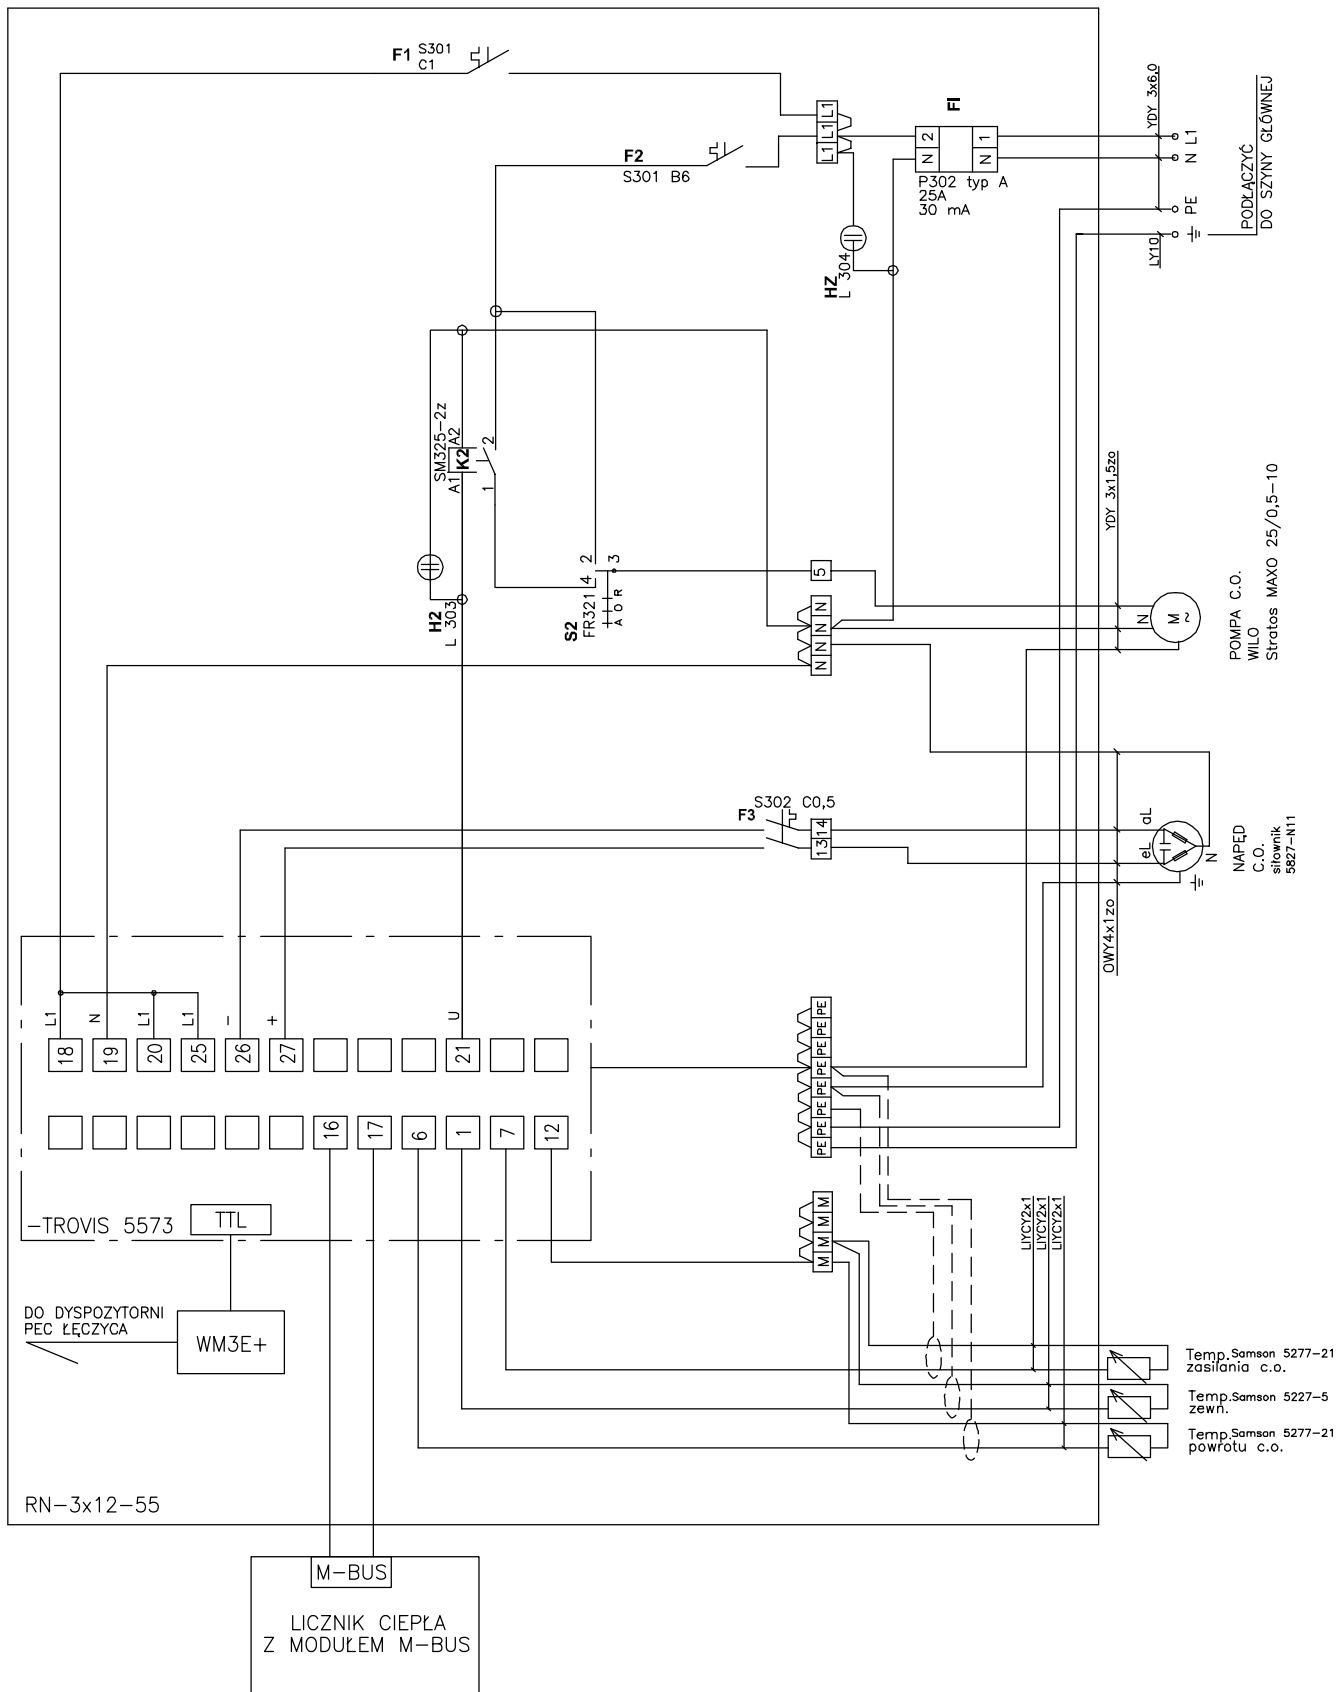 F1 S301
C1
L1
L1
L1
FI
2
1
N
N
P302 typ A
25A
30 mA
YDY 3x6,0
L1
N
PE
LY10
PODŁĄCZYĆ
DO SZYNY GŁÓWNEJ
F2
S301 B6
HZ
L 304
SM325-2z
A1
K2
A2
1
2
H2
L 303
S2
FR321
4
2
3
A O R
5
N
N
N
N
YDY 3x1,5zo
N
M
~
POMPA C.O.
WILO
Stratos MAXO 25/0,5-10
F3
S302 C0,5
14
13
aL
eL
N
NAPĘD
C.O.
siłownik
5827-N11
OWY4x1zo
L1
N
L1
L1
-
+
U
18
19
20
25
26
27
21
16
17
6
1
7
12
-TROVIS 5573
TTL
PE
PE
PE
PE
PE
PE
PE
PE
M
M
M
M
LIYCY2x1
LIYCY2x1
LIYCY2x1
DO DYSPOZYTORNI
PEC ŁĘCZYCA
WM3E+
Temp.Samson 5277-21
zasilania c.o.
Temp.Samson 5227-5
zewn.
Temp.Samson 5277-21
powrotu c.o.
RN-3x12-55
M-BUS
LICZNIK CIEPŁA
Z MODUŁEM M-BUS